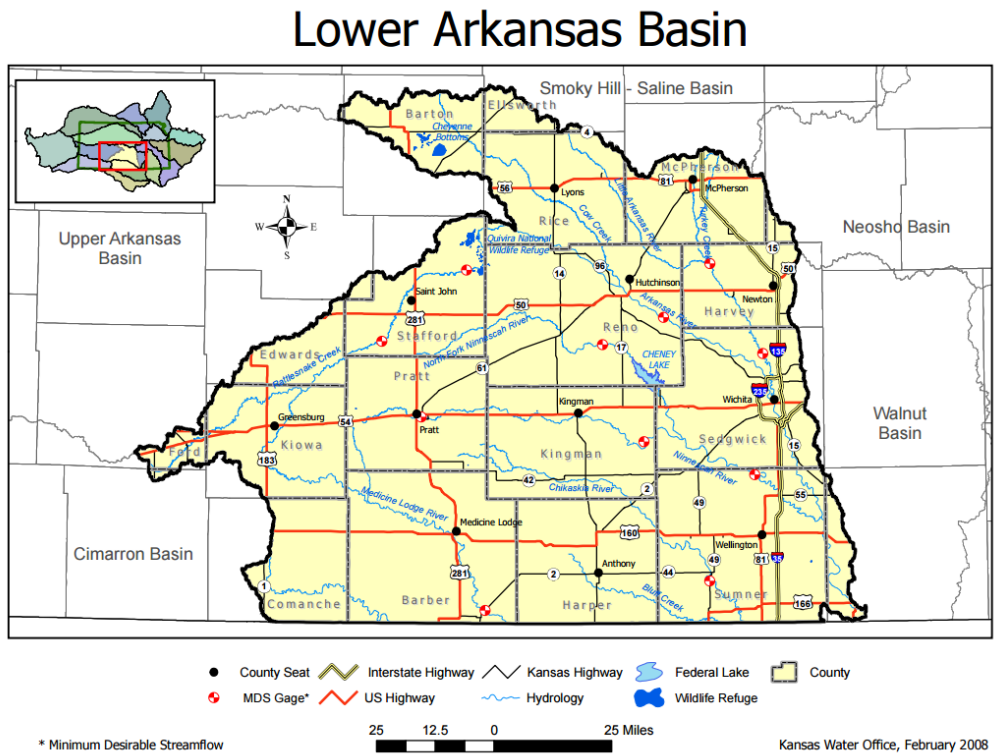 Lower Arkansas Basin
Smoky Hill - Saline Basin
Ellsworth
Barton
Cheyenne
Bottoms
4
McPherson
81
McPherson
56
Lyons
Little Arkansas River
Turkey Creek
Cow Creek
Rice
N
W
E
S
Upper Arkansas
Basin
Neosho Basin
Quivira National
Wildlife Refuge
15
96
50
14
Hutchinson
Newton
Saint John
Arkansas River
50
Harvey
281
Stafford
Reno
North Fork Ninnescah River
17
135
Edwards
Rattlesnake Creek
CHENEY
LAKE
61
Pratt
235
Kingman
Wichita
Greensburg
54
Pratt
Walnut
Basin
Ford
Kiowa
Sedgwick
15
Kingman
183
Ninnescah River
42
Chikaskia River
2
Medicine Lodge River
49
55
Medicine Lodge
160
Wellington
Cimarron Basin
81
35
49
Anthony
281
2
44
1
Bluff Creek
Sumner
Comanche
Barber
Harper
166
County Seat
Interstate Highway
Kansas Highway
Federal Lake
County
MDS Gage*
US Highway
Hydrology
Wildlife Refuge
25 12.5 0 25 Miles
* Minimum Desirable Streamflow
Kansas Water Office, February 2008